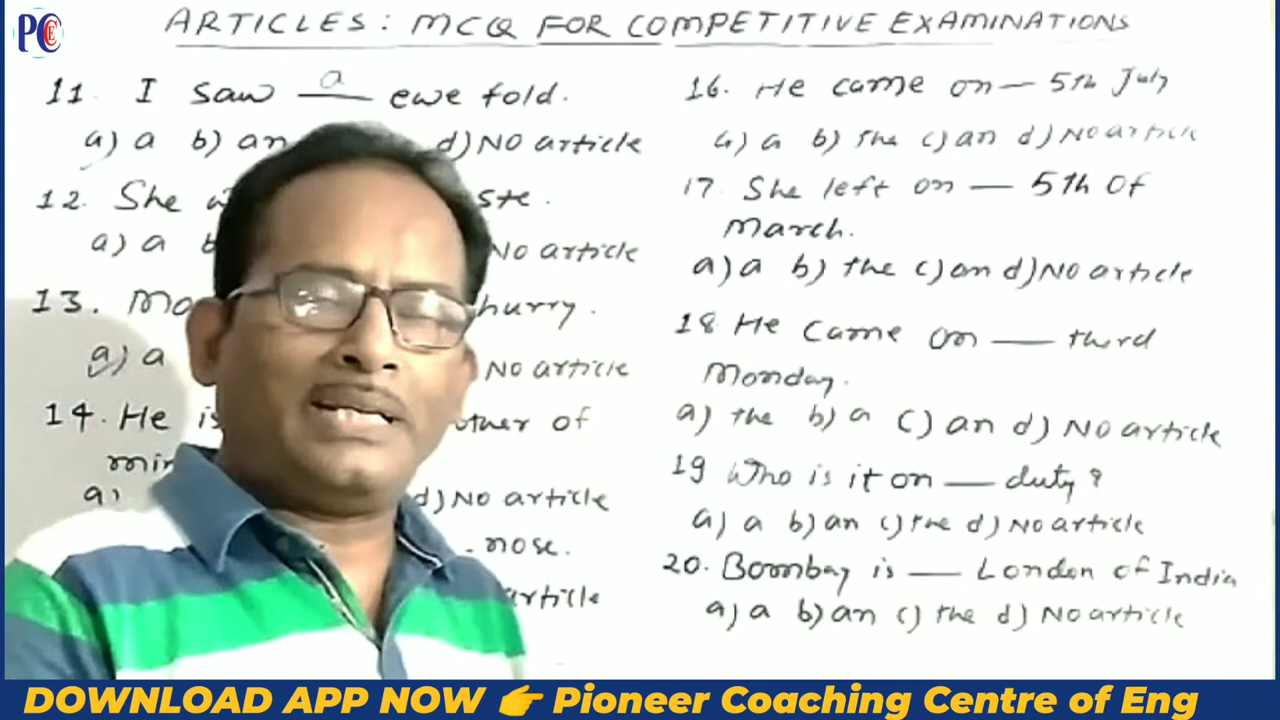 PCC
ARTICLES: MCQ FOR COMPETITIVE EXAMINATIONS
11. I saw a ewe fold.
a) a b) an d) NO article
12. She
a) a No article
13. hurry.
a) a NO article
14. He is of
d) NO article
nose.
article
16. He came on — 5th July
a) a b) the c) an d) NO article
17. She left on — 5th Of
March.
a) a b) the c) an d) NO article
18 He came on — third
Monday.
a) the b) a c) an d) NO article
19 Who is it on — duty?
a) a b) an c) the d) NO article
20. Bombay is — London of India
a) a b) an c) the d) NO article
DOWNLOAD APP NOW 👉 Pioneer Coaching Centre of Eng